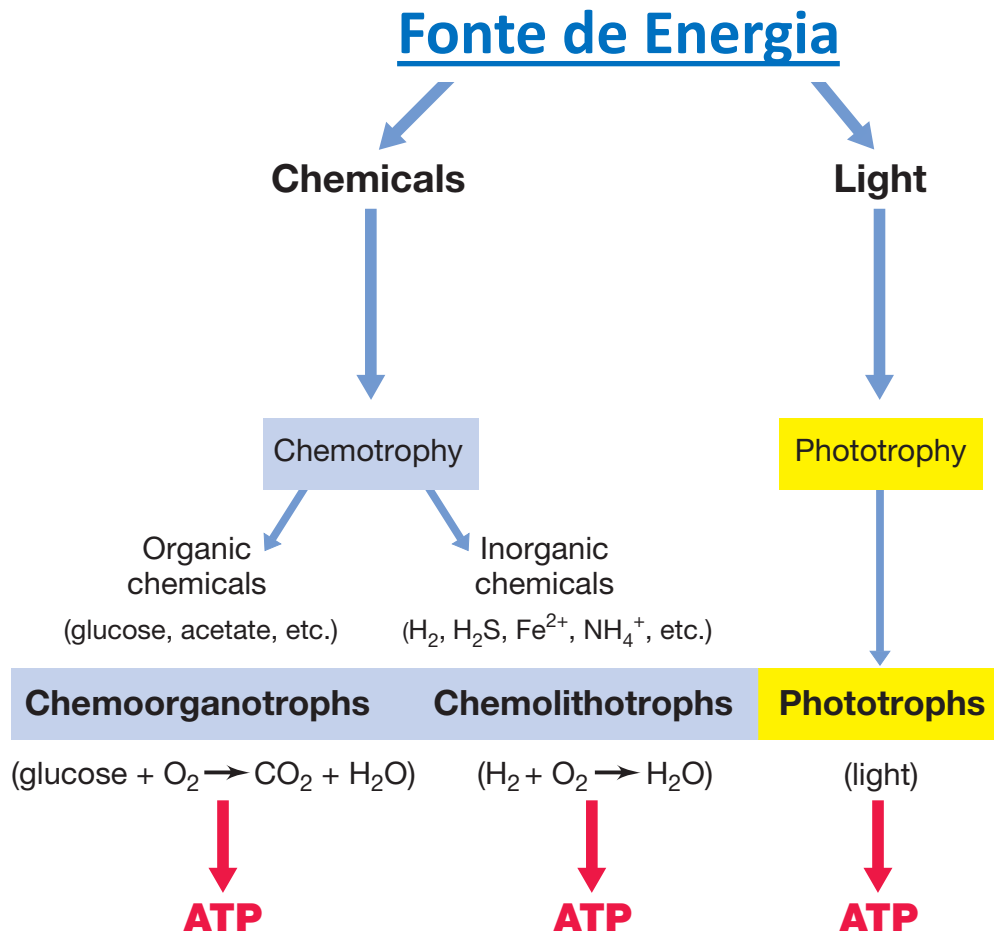 Fonte de Energia
Chemicals
Light
Chemotrophy
Phototrophy
Organic
chemicals
(glucose, acetate, etc.)
Inorganic
chemicals
(H₂, H₂S, Fe²⁺, NH₄⁺, etc.)
Chemoorganotrophs
Chemolithotrophs
Phototrophs
(glucose + O₂ → CO₂ + H₂O)
(H₂ + O₂ → H₂O)
(light)
ATP
ATP
ATP